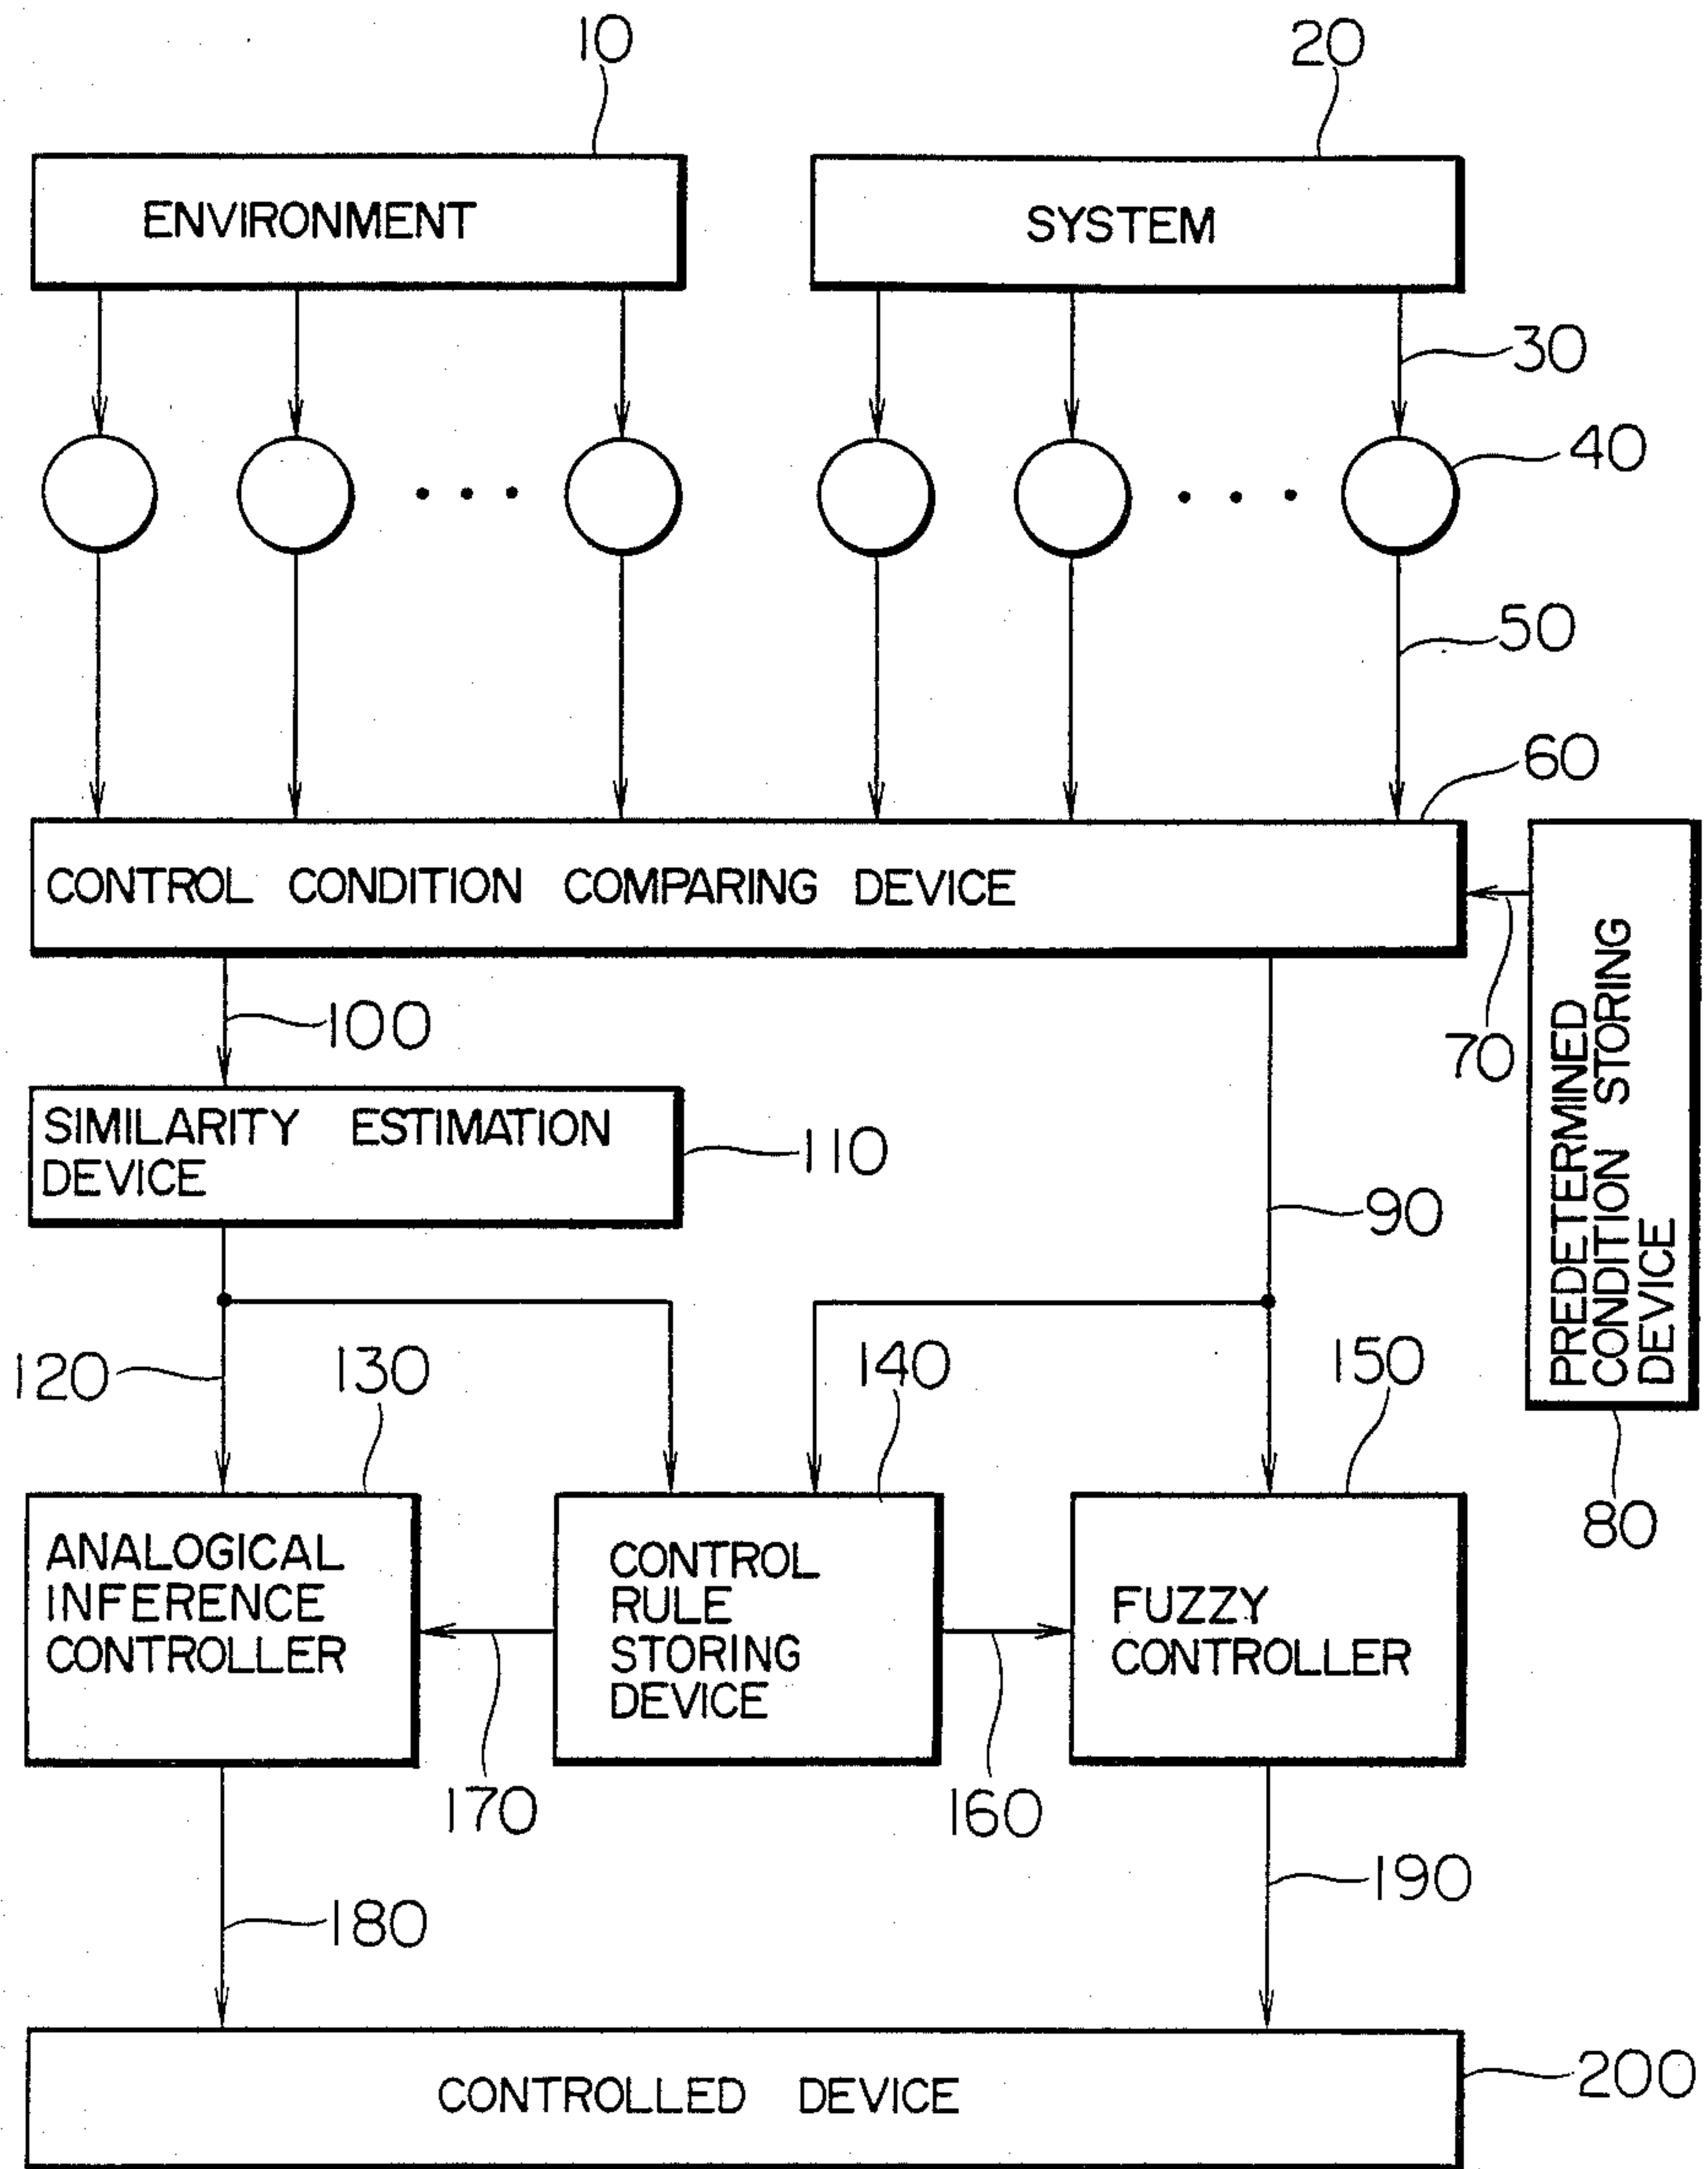 10
20
ENVIRONMENT
SYSTEM
30
40
50
60
CONTROL CONDITION COMPARING DEVICE
70
PREDETERMINED
CONDITION STORING
DEVICE
80
100
SIMILARITY ESTIMATION
DEVICE
110
90
120
130
140
150
ANALOGICAL
INFERENCE
CONTROLLER
CONTROL
RULE
STORING
DEVICE
FUZZY
CONTROLLER
170
160
180
190
CONTROLLED DEVICE
200